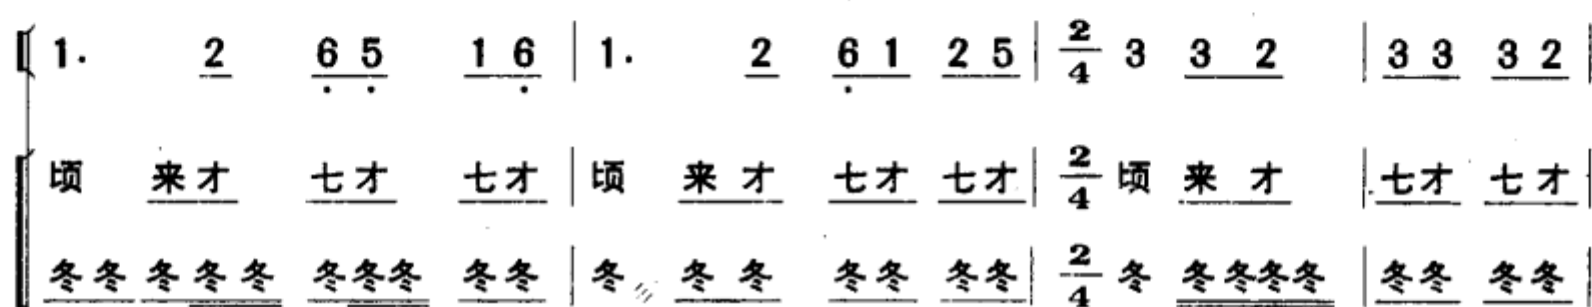 1. 2 6 5 1 6 | 1. 2 6 1 2 5 | 2/4 3 3 2 | 3 3 3 2 |
顷 来才 七才 七才 | 顷 来才 七才 七才 | 2/4 顷 来才 | 七才 七才 |
冬冬 冬冬冬 冬冬冬 冬冬 | 冬 冬冬 冬冬 冬冬 | 2/4 冬 冬冬冬冬 | 冬冬 冬冬 |